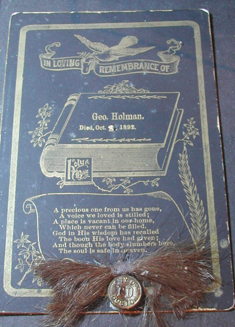 IN LOVING REMEMBRANCE OF
Geo. Holman.
Died, Oct. 1892.
A precious one from us has gone,
A voice we loved is stilled;
A place is vacant in our home,
Which never can be filled.
God in His wisdom has recalled
The boon His love had given;
And though the body slumbers here,
The soul is safe in Heaven.